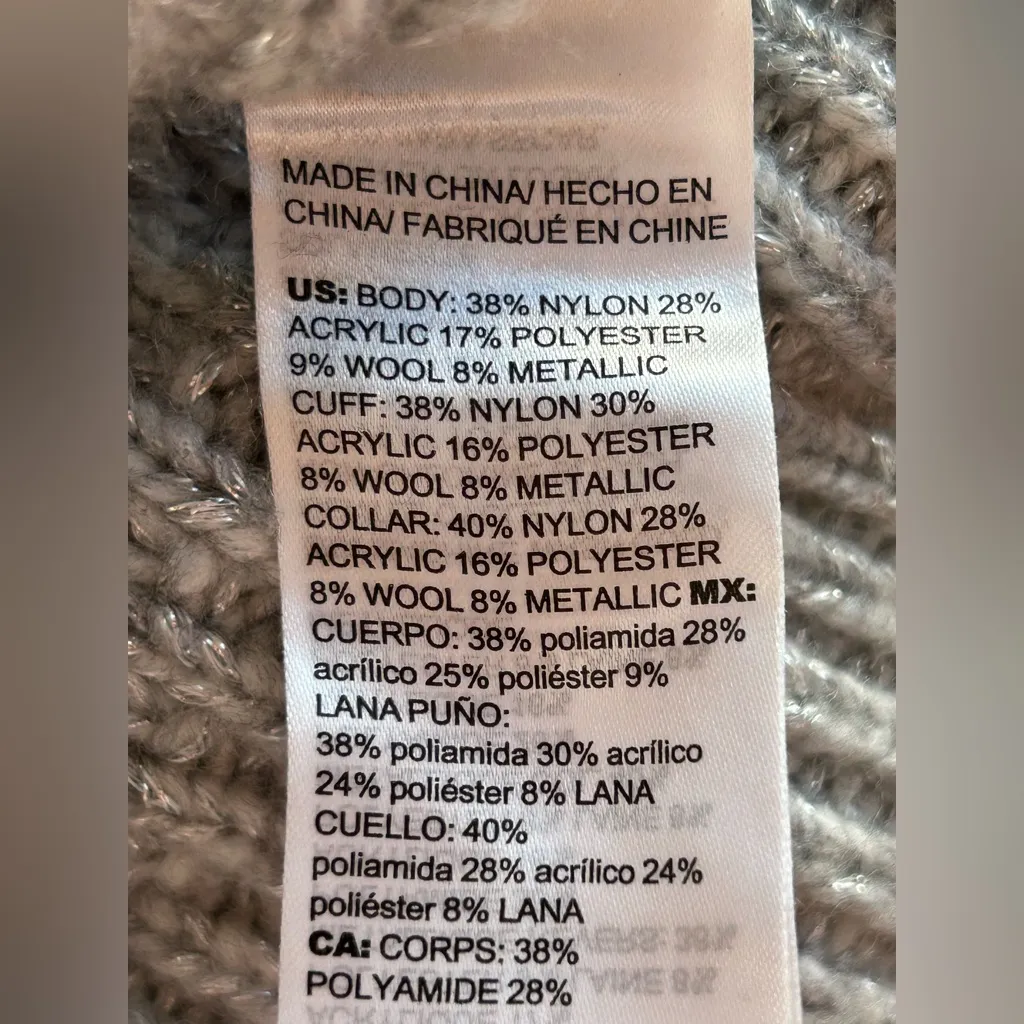 MADE IN CHINA/ HECHO EN
CHINA/ FABRIQUÉ EN CHINE
US: BODY: 38% NYLON 28%
ACRYLIC 17% POLYESTER
9% WOOL 8% METALLIC
CUFF: 38% NYLON 30%
ACRYLIC 16% POLYESTER
8% WOOL 8% METALLIC
COLLAR: 40% NYLON 28%
ACRYLIC 16% POLYESTER
8% WOOL 8% METALLIC MX:
CUERPO: 38% poliamida 28%
acrílico 25% poliéster 9%
LANA PUÑO:
38% poliamida 30% acrílico
24% poliéster 8% LANA
CUELLO: 40%
poliamida 28% acrílico 24%
poliéster 8% LANA
CA: CORPS: 38%
POLYAMIDE 28%